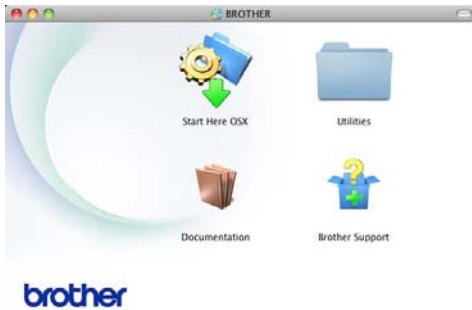 BROTHER
Start Here OSX
Utilities
Documentation
Brother Support
brother